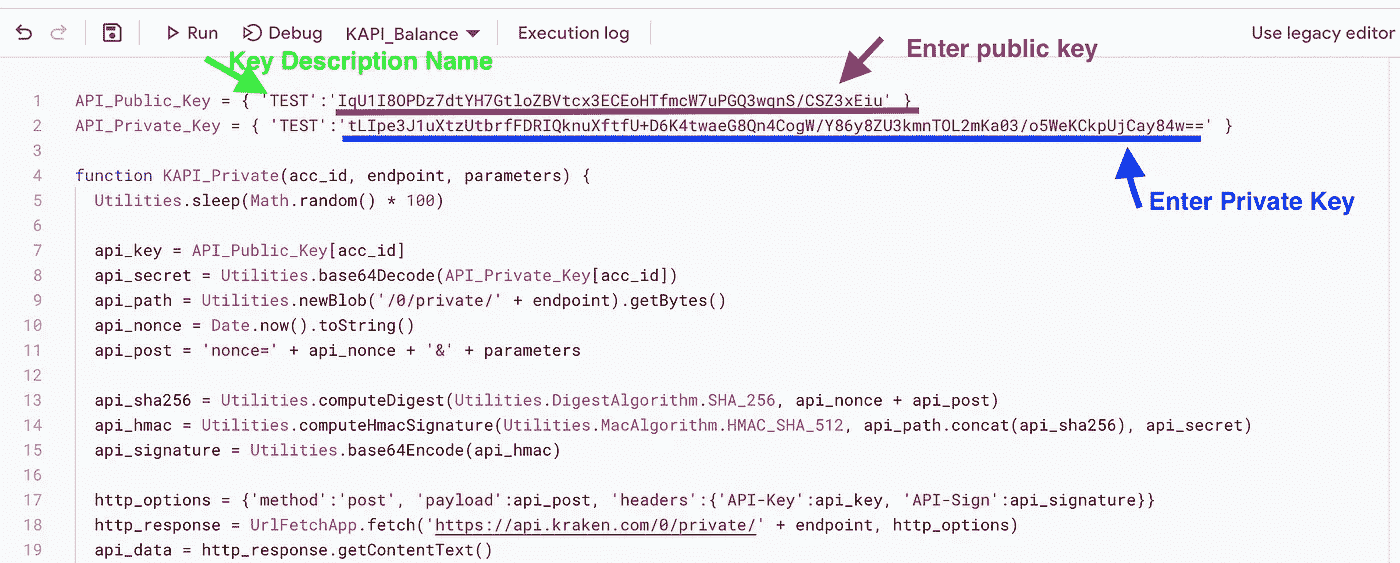 Run Debug KAPI_Balance Execution log Use legacy editor
Key Description Name
Enter public key
1 API_Public_Key = { 'TEST':'IqU1I8OPDz7dtYH7GtloZBVtcx3ECEoHTfmcW7uPGQ3wqnS/CSZ3xEiu' }
2 API_Private_Key = { 'TEST':'tLIpe3J1uXtzUtbrfFDRIQknuXftfU+D6K4twaeG8Qn4CogW/Y86y8ZU3kmnTOL2mKa03/o5WeKCkpUjCay84w==' }
Enter Private Key
3
4 function KAPI_Private(acc_id, endpoint, parameters) {
5 Utilities.sleep(Math.random() * 100)
6
7 api_key = API_Public_Key[acc_id]
8 api_secret = Utilities.base64Decode(API_Private_Key[acc_id])
9 api_path = Utilities.newBlob('/0/private/' + endpoint).getBytes()
10 api_nonce = Date.now().toString()
11 api_post = 'nonce=' + api_nonce + '&' + parameters
12
13 api_sha256 = Utilities.computeDigest(Utilities.DigestAlgorithm.SHA_256, api_nonce + api_post)
14 api_hmac = Utilities.computeHmacSignature(Utilities.MacAlgorithm.HMAC_SHA_512, api_path.concat(api_sha256), api_secret)
15 api_signature = Utilities.base64Encode(api_hmac)
16
17 http_options = {'method':'post', 'payload':api_post, 'headers':{'API-Key':api_key, 'API-Sign':api_signature}}
18 http_response = UrlFetchApp.fetch('https://api.kraken.com/0/private/' + endpoint, http_options)
19 api_data = http_response.getContentText()